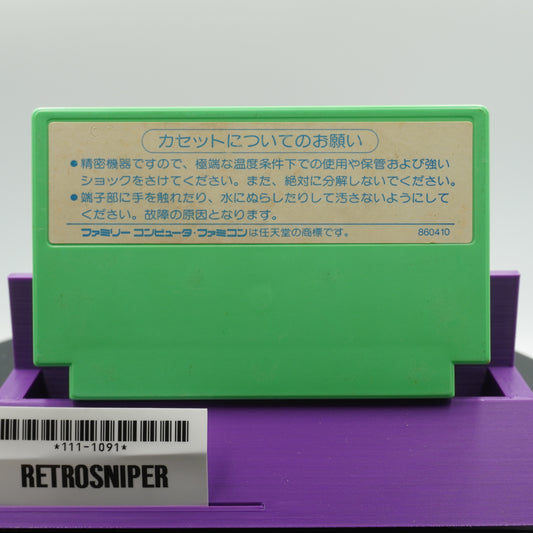 カセットについてのお願い
●精密機器ですので、極端な温度条件下での使用や保管および強い
ショックをさけてください。また、絶対に分解しないでください。
●端子部に手を触れたり、水にぬらしたりして汚さないようにして
ください。故障の原因となります。
ファミリーコンピュータ・ファミコンは任天堂の商標です。 860410
*111-1091*
RETROSNIPER